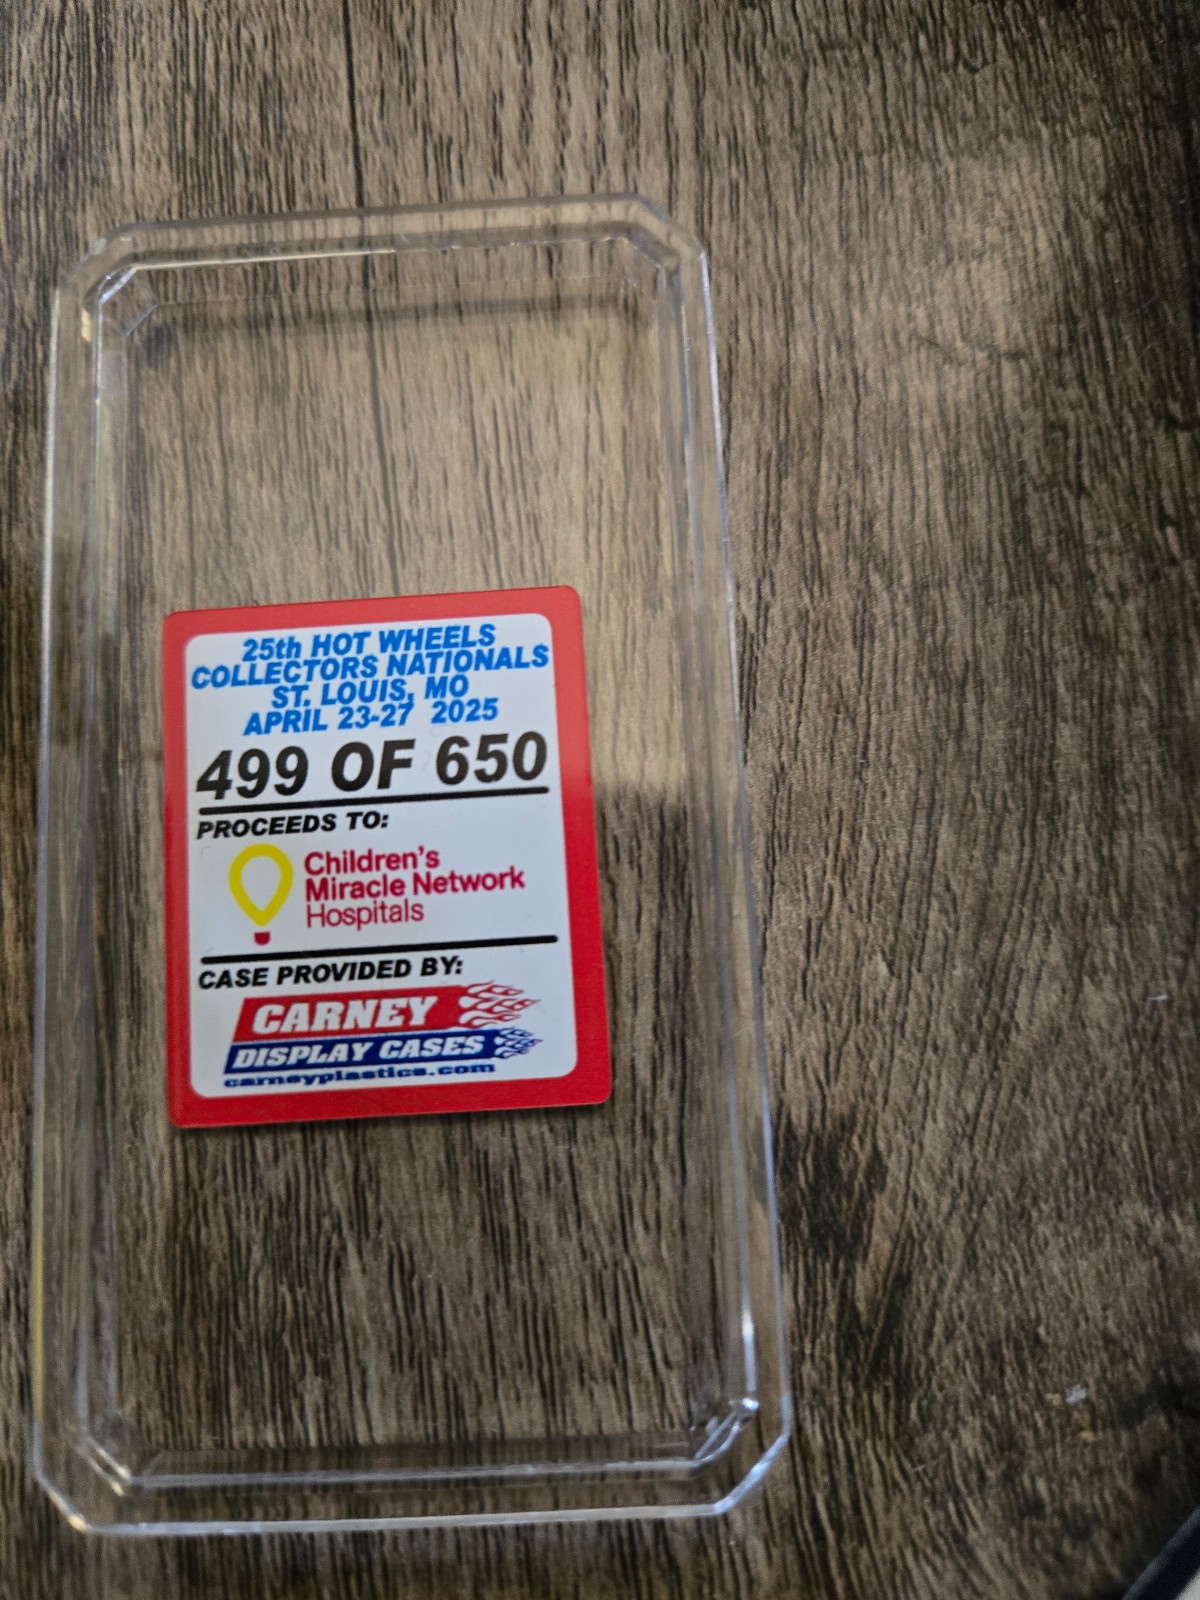 25th HOT WHEELS
COLLECTORS NATIONALS
ST. LOUIS, MO
APRIL 23-27 2025
499 OF 650
PROCEEDS TO:
Children's
Miracle Network
Hospitals
CASE PROVIDED BY:
CARNEY
DISPLAY CASES
carneyplastics.com